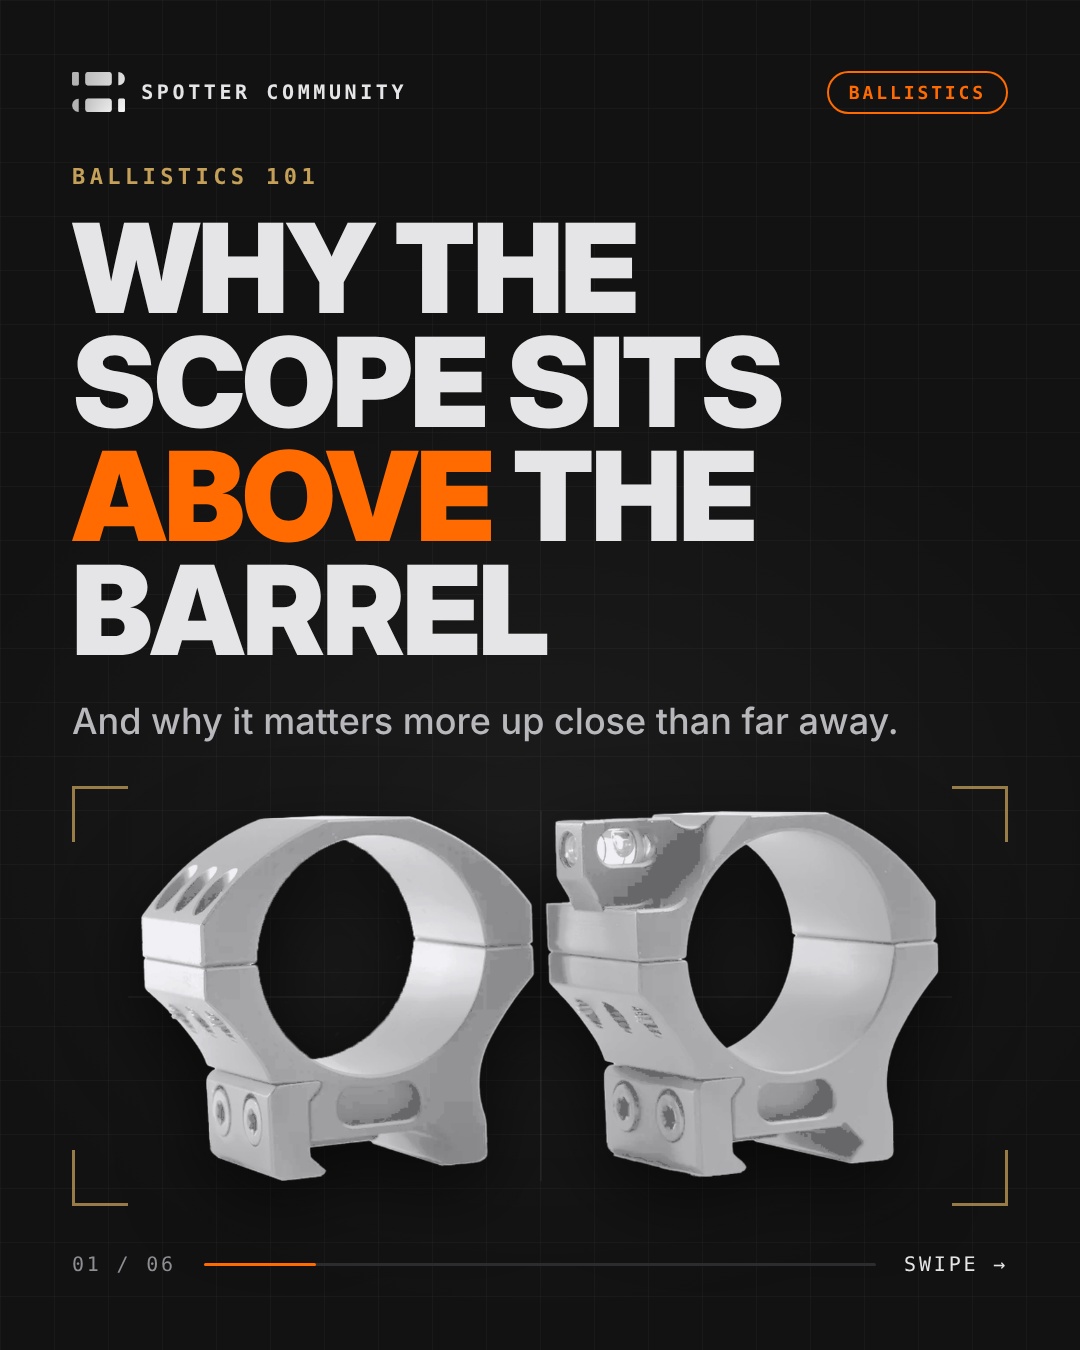 SPOTTER COMMUNITY
BALLISTICS
BALLISTICS 101
WHY THE
SCOPE SITS
ABOVE THE
BARREL
And why it matters more up close than far away.
01 / 06
SWIPE →